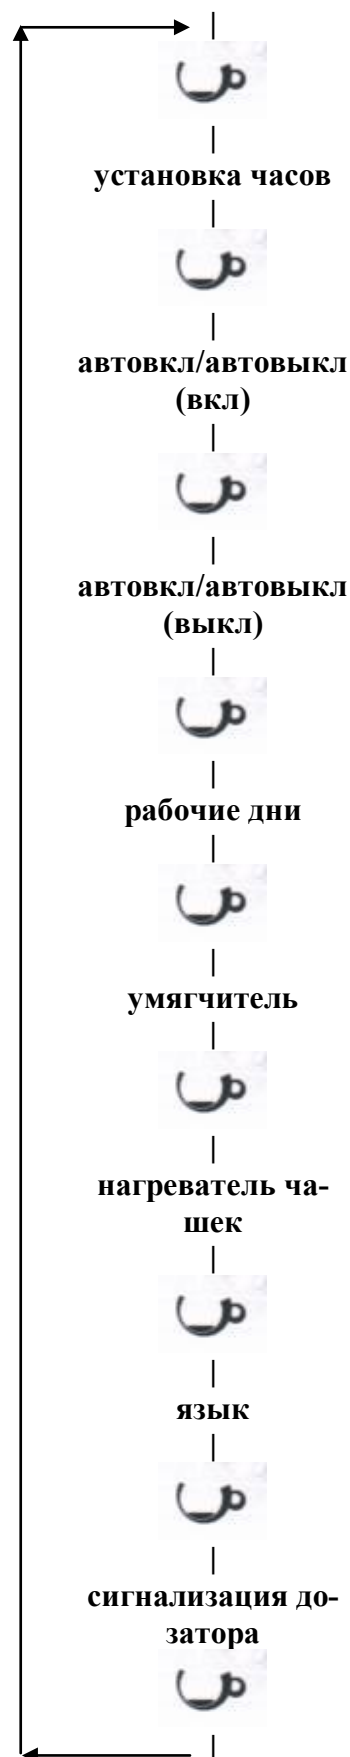 установка часов
автовкл/автовыкл
(вкл)
автовкл/автовыкл
(выкл)
рабочие дни
умягчитель
нагреватель ча-
шек
язык
сигнализация до-
затора